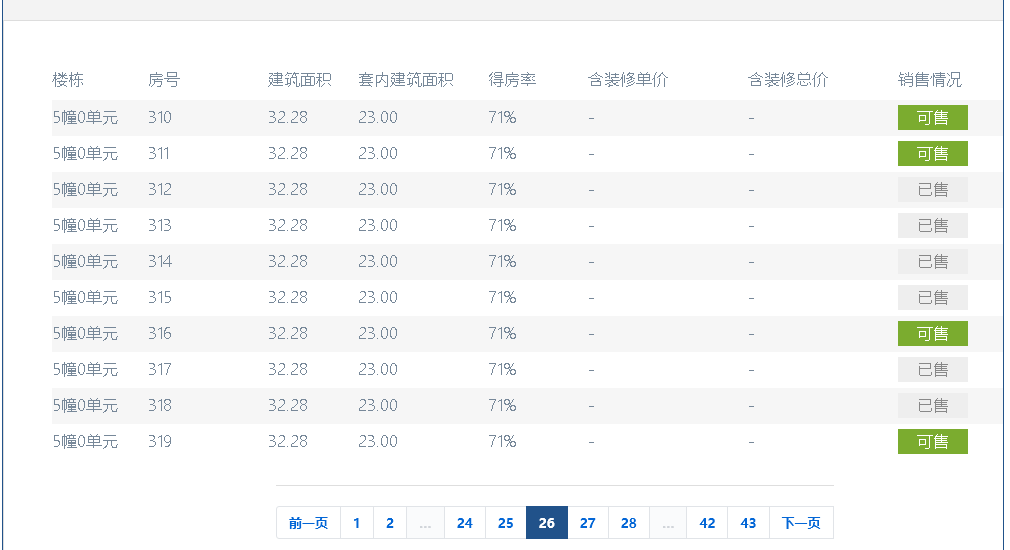 楼栋 房号 建筑面积 套内建筑面积 得房率 含装修单价 含装修总价 销售情况
5幢0单元 310 32.28 23.00 71% - - 可售
5幢0单元 311 32.28 23.00 71% - - 可售
5幢0单元 312 32.28 23.00 71% - - 已售
5幢0单元 313 32.28 23.00 71% - - 已售
5幢0单元 314 32.28 23.00 71% - - 已售
5幢0单元 315 32.28 23.00 71% - - 已售
5幢0单元 316 32.28 23.00 71% - - 可售
5幢0单元 317 32.28 23.00 71% - - 已售
5幢0单元 318 32.28 23.00 71% - - 已售
5幢0单元 319 32.28 23.00 71% - - 可售
前一页 1 2 ... 24 25 26 27 28 ... 42 43 下一页